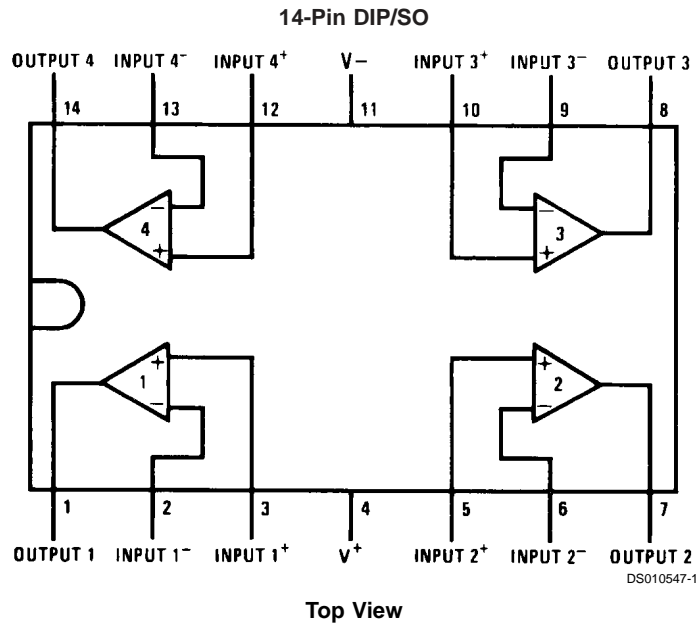 14-Pin DIP/SO
OUTPUT 4 INPUT 4⁻ INPUT 4⁺ V− INPUT 3⁺ INPUT 3⁻ OUTPUT 3
14 13 12 11 10 9 8
− −
4 3
+ +
+ +
1 2
− −
1 2 3 4 5 6 7
OUTPUT 1 INPUT 1⁻ INPUT 1⁺ V⁺ INPUT 2⁺ INPUT 2⁻ OUTPUT 2
DS010547-1
Top View